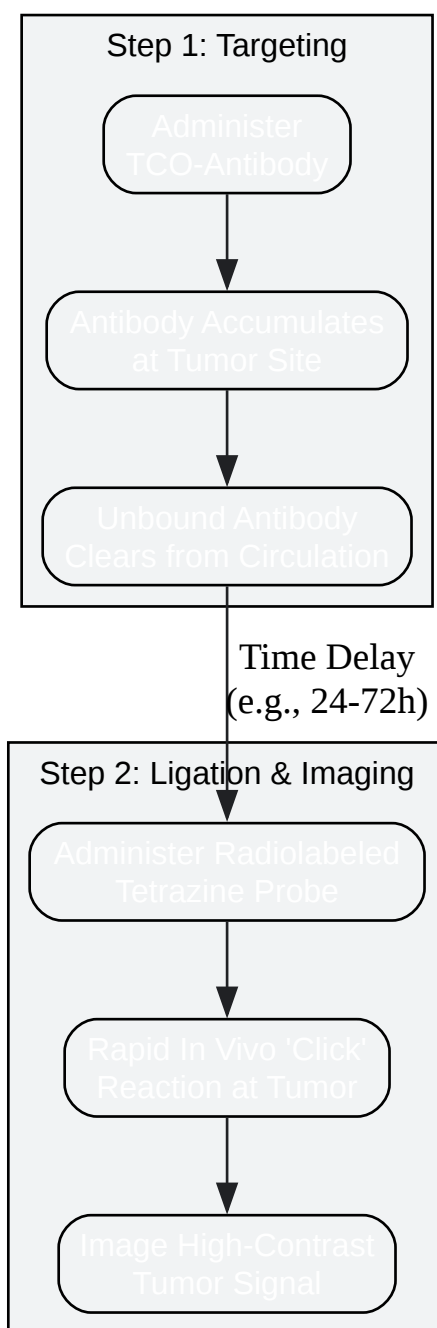 Step 1: Targeting
Administer
TCO-Antibody
Antibody Accumulates
at Tumor Site
Unbound Antibody
Clears from Circulation
Time Delay
(e.g., 24-72h)
Step 2: Ligation & Imaging
Administer Radiolabeled
Tetrazine Probe
Rapid In Vivo 'Click'
Reaction at Tumor
Image High-Contrast
Tumor Signal